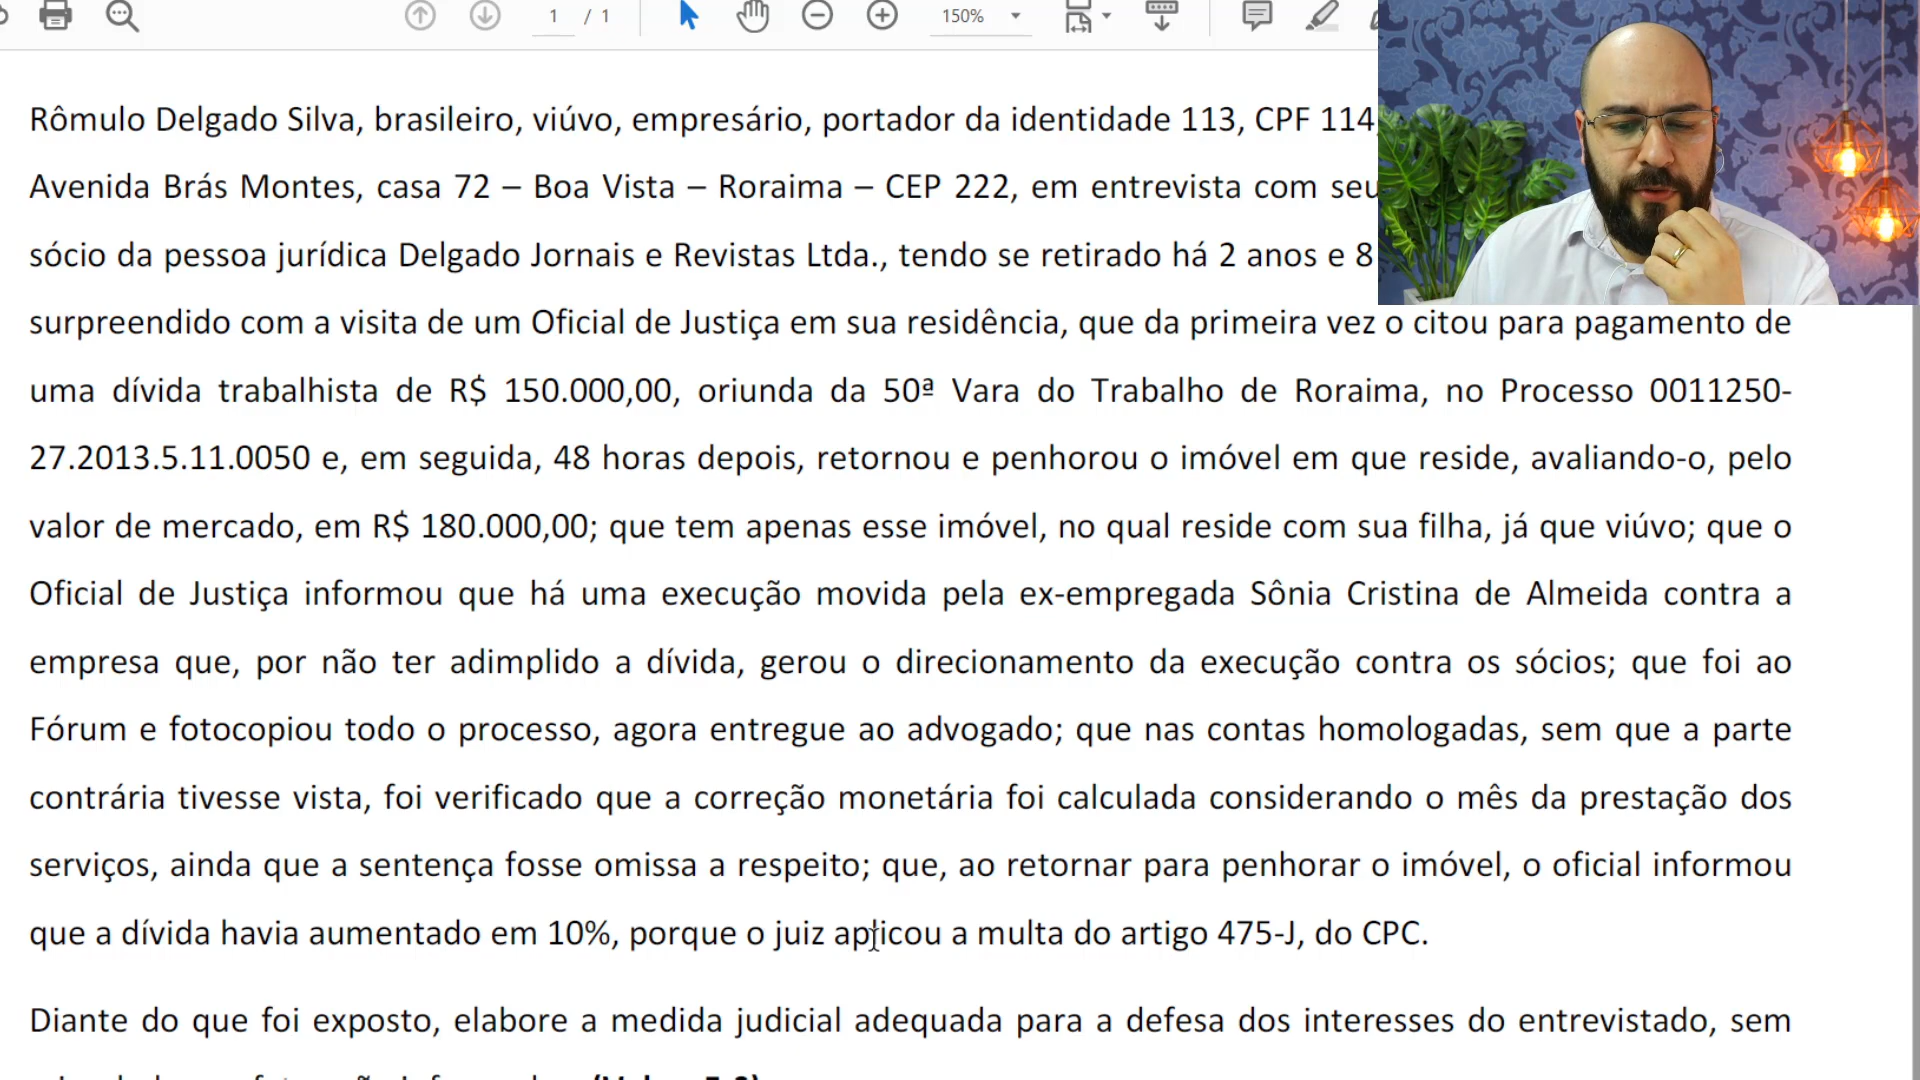 1 / 1 150%
Rômulo Delgado Silva, brasileiro, viúvo, empresário, portador da identidade 113, CPF 114,
Avenida Brás Montes, casa 72 – Boa Vista – Roraima – CEP 222, em entrevista com seu
sócio da pessoa jurídica Delgado Jornais e Revistas Ltda., tendo se retirado há 2 anos e 8
surpreendido com a visita de um Oficial de Justiça em sua residência, que da primeira vez o citou para pagamento de
uma dívida trabalhista de R$ 150.000,00, oriunda da 50ª Vara do Trabalho de Roraima, no Processo 0011250-
27.2013.5.11.0050 e, em seguida, 48 horas depois, retornou e penhorou o imóvel em que reside, avaliando-o, pelo
valor de mercado, em R$ 180.000,00; que tem apenas esse imóvel, no qual reside com sua filha, já que viúvo; que o
Oficial de Justiça informou que há uma execução movida pela ex-empregada Sônia Cristina de Almeida contra a
empresa que, por não ter adimplido a dívida, gerou o direcionamento da execução contra os sócios; que foi ao
Fórum e fotocopiou todo o processo, agora entregue ao advogado; que nas contas homologadas, sem que a parte
contrária tivesse vista, foi verificado que a correção monetária foi calculada considerando o mês da prestação dos
serviços, ainda que a sentença fosse omissa a respeito; que, ao retornar para penhorar o imóvel, o oficial informou
que a dívida havia aumentado em 10%, porque o juiz aplicou a multa do artigo 475-J, do CPC.
Diante do que foi exposto, elabore a medida judicial adequada para a defesa dos interesses do entrevistado, sem